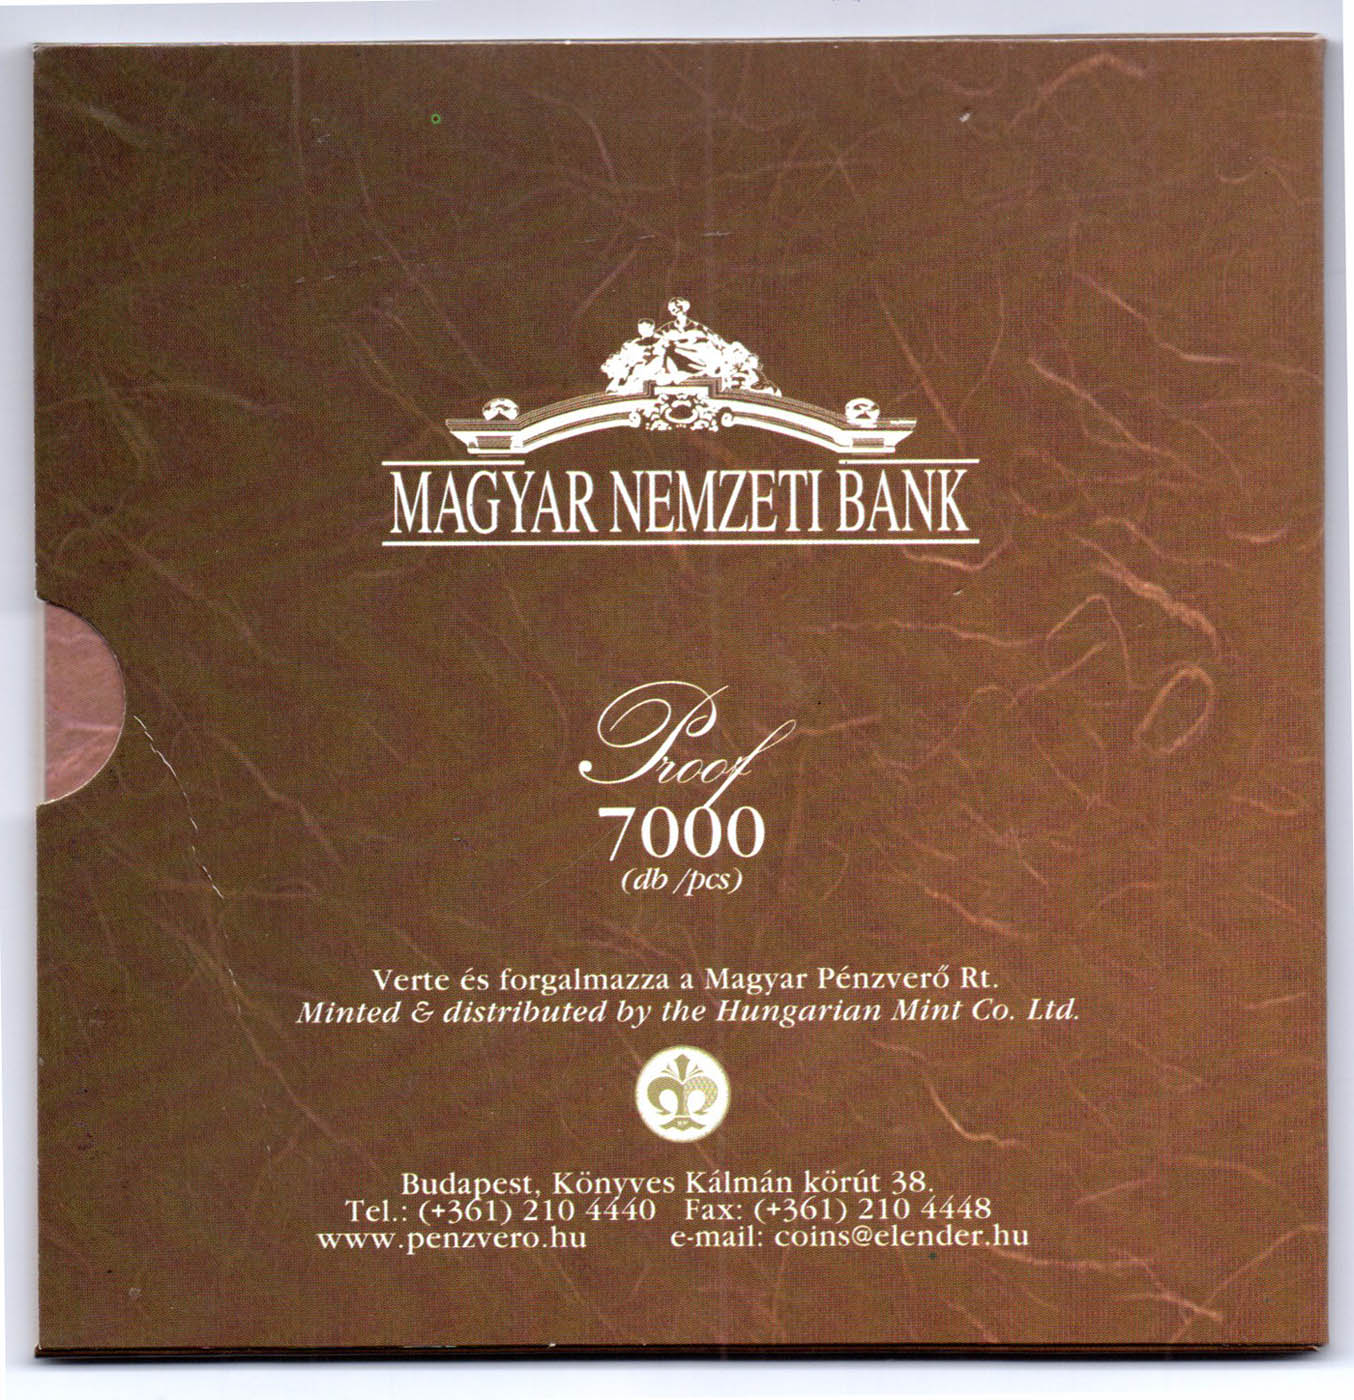 MAGYAR NEMZETI BANK
Proof
7000
(db /pcs)
Verte és forgalmazza a Magyar Pénzverő Rt.
Minted & distributed by the Hungarian Mint Co. Ltd.
Budapest, Könyves Kálmán körút 38.
Tel.: (+361) 210 4440 Fax: (+361) 210 4448
www.penzvero.hu e-mail: coins@elender.hu